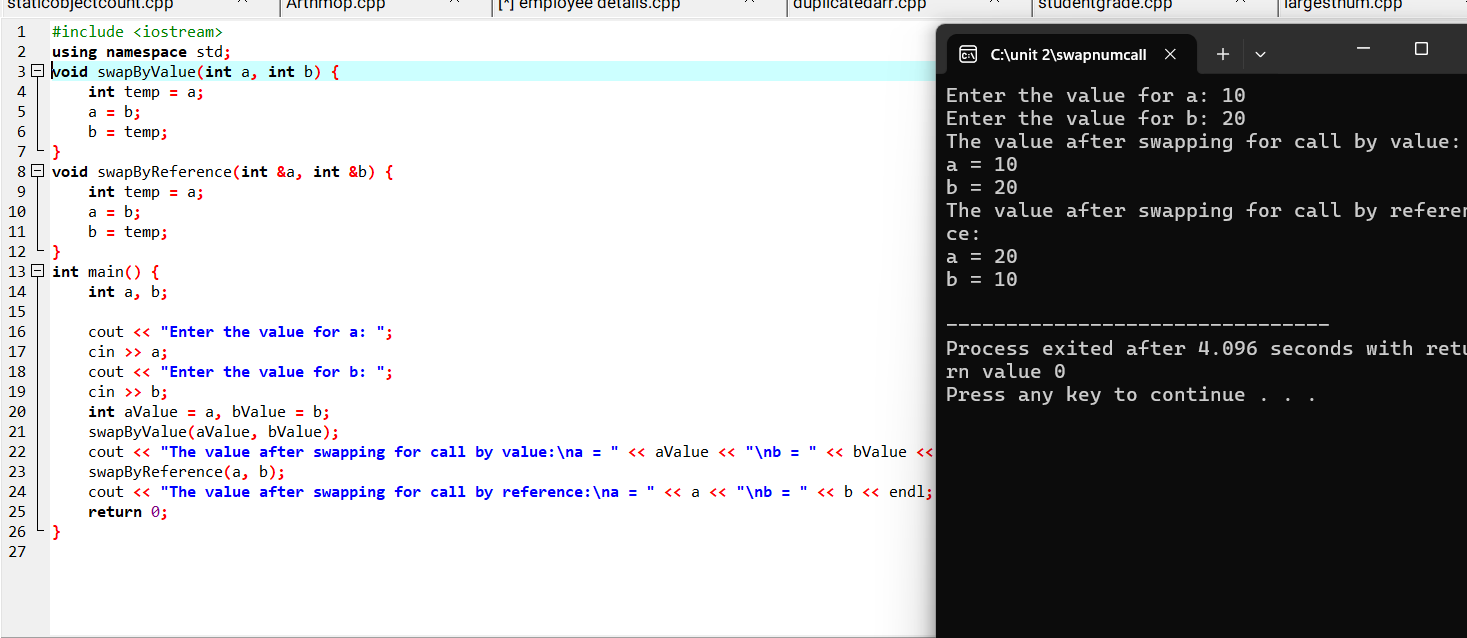 staticobjectcount.cpp
Arthmop.cpp
[*] employee details.cpp
duplicatedarr.cpp
studentgrade.cpp
largestnum.cpp
1 #include <iostream>
2 using namespace std;
3 void swapByValue(int a, int b) {
4 int temp = a;
5 a = b;
6 b = temp;
7 }
8 void swapByReference(int &a, int &b) {
9 int temp = a;
10 a = b;
11 b = temp;
12 }
13 int main() {
14 int a, b;
15
16 cout << "Enter the value for a: ";
17 cin >> a;
18 cout << "Enter the value for b: ";
19 cin >> b;
20 int aValue = a, bValue = b;
21 swapByValue(aValue, bValue);
22 cout << "The value after swapping for call by value:\na = " << aValue << "\nb = " << bValue <<
23 swapByReference(a, b);
24 cout << "The value after swapping for call by reference:\na = " << a << "\nb = " << b << endl;
25 return 0;
26 }
27
C:\unit 2\swapnumcall
Enter the value for a: 10
Enter the value for b: 20
The value after swapping for call by value:
a = 10
b = 20
The value after swapping for call by referen
ce:
a = 20
b = 10
--------------------------------
Process exited after 4.096 seconds with retu
rn value 0
Press any key to continue . . .